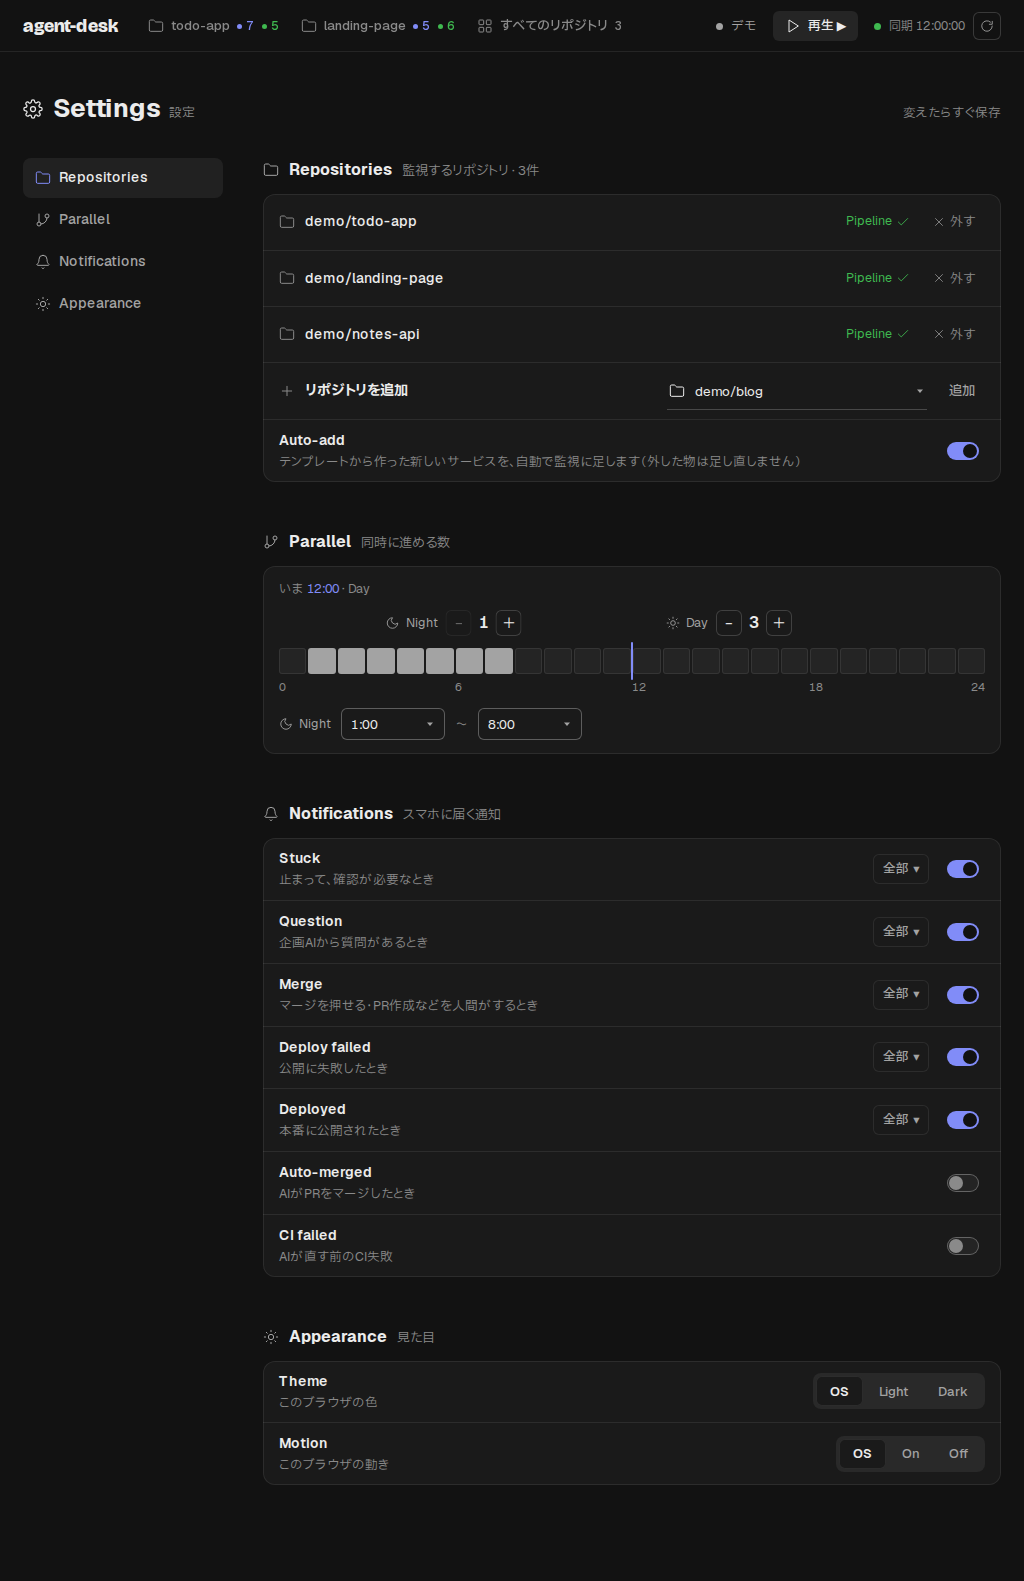 agent-desk todo-app 7 5 landing-page 5 6 すべてのリポジトリ 3 デモ 再生 ▶ 同期 12:00:00
Settings 設定 変えたらすぐ保存
Repositories
Parallel
Notifications
Appearance
Repositories 監視するリポジトリ · 3件
demo/todo-app Pipeline ✓ × 外す
demo/landing-page Pipeline ✓ × 外す
demo/notes-api Pipeline ✓ × 外す
+ リポジトリを追加 demo/blog ▾ 追加
Auto-add
テンプレートから作った新しいサービスを、自動で監視に足します（外した物は足し直しません）
Parallel 同時に進める数
いま 12:00 · Day
Night − 1 + Day − 3 +
0 6 12 18 24
Night 1:00 ▾ ～ 8:00 ▾
Notifications スマホに届く通知
Stuck
止まって、確認が必要なとき
全部 ▾
Question
企画AIから質問があるとき
全部 ▾
Merge
マージを押せる・PR作成などを人間がするとき
全部 ▾
Deploy failed
公開に失敗したとき
全部 ▾
Deployed
本番に公開されたとき
全部 ▾
Auto-merged
AIがPRをマージしたとき
CI failed
AIが直す前のCI失敗
Appearance 見た目
Theme
このブラウザの色
OS Light Dark
Motion
このブラウザの動き
OS On Off